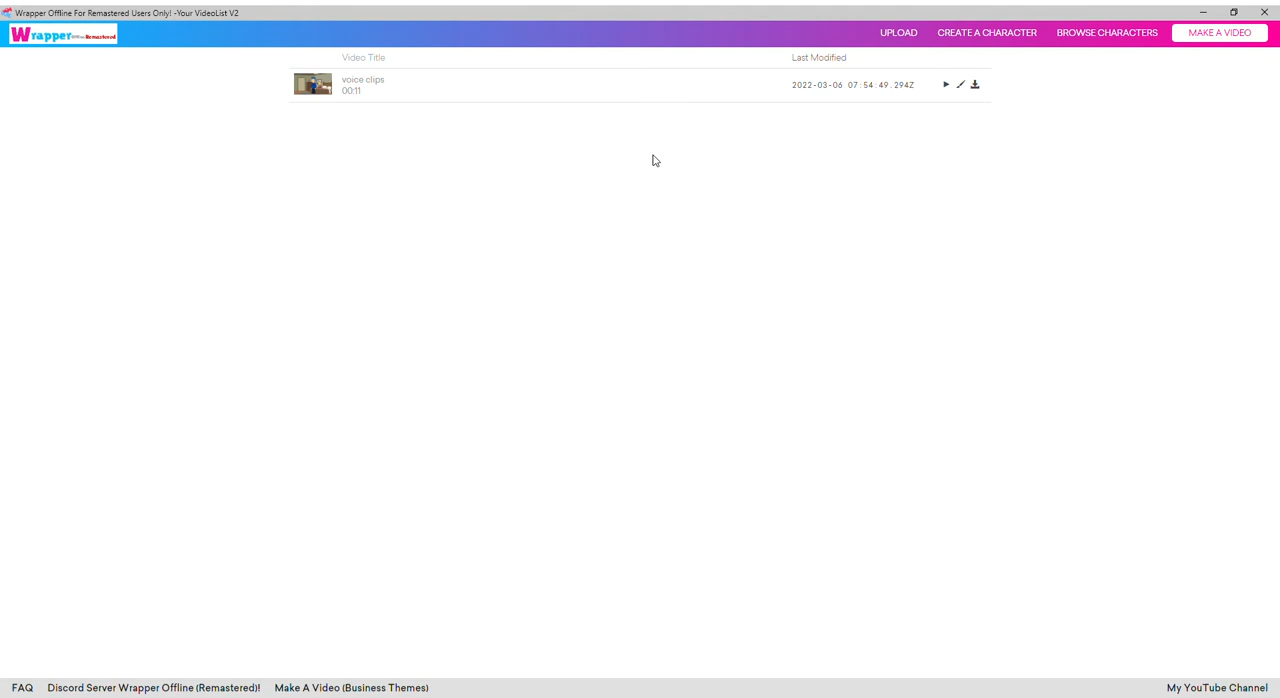 Wrapper Offline For Remastered Users Only! -Your VideoList V2
Wrapper Offline Remastered
UPLOAD CREATE A CHARACTER BROWSE CHARACTERS MAKE A VIDEO
Video Title Last Modified
voice clips
00:11
2022-03-06 07:54:49.294Z
FAQ Discord Server Wrapper Offline (Remastered)! Make A Video (Business Themes) My YouTube Channel